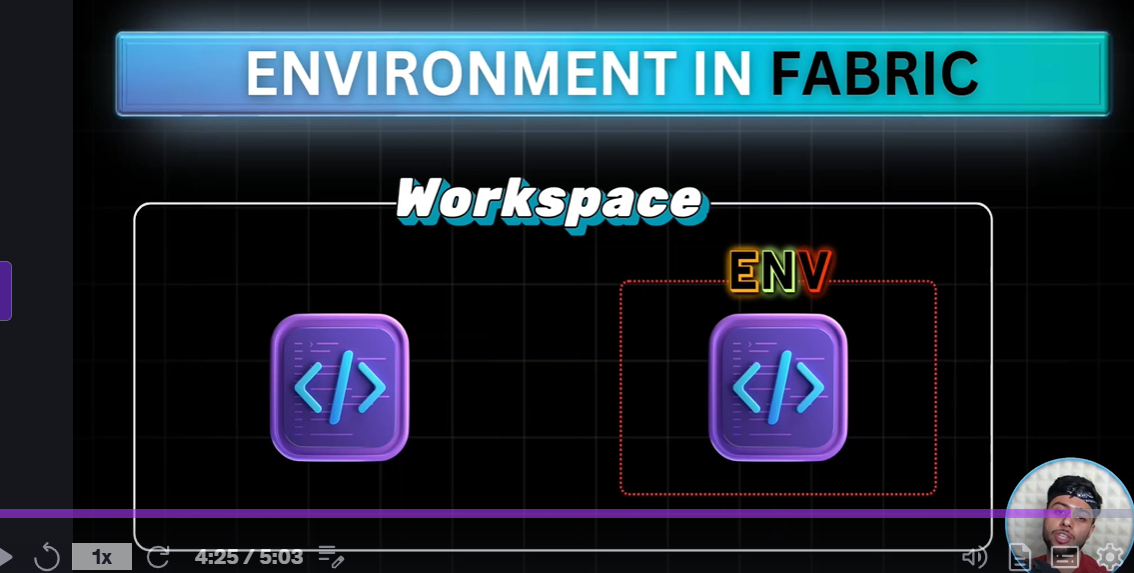 ENVIRONMENT IN FABRIC
Workspace
ENV
1x
4:25 / 5:03